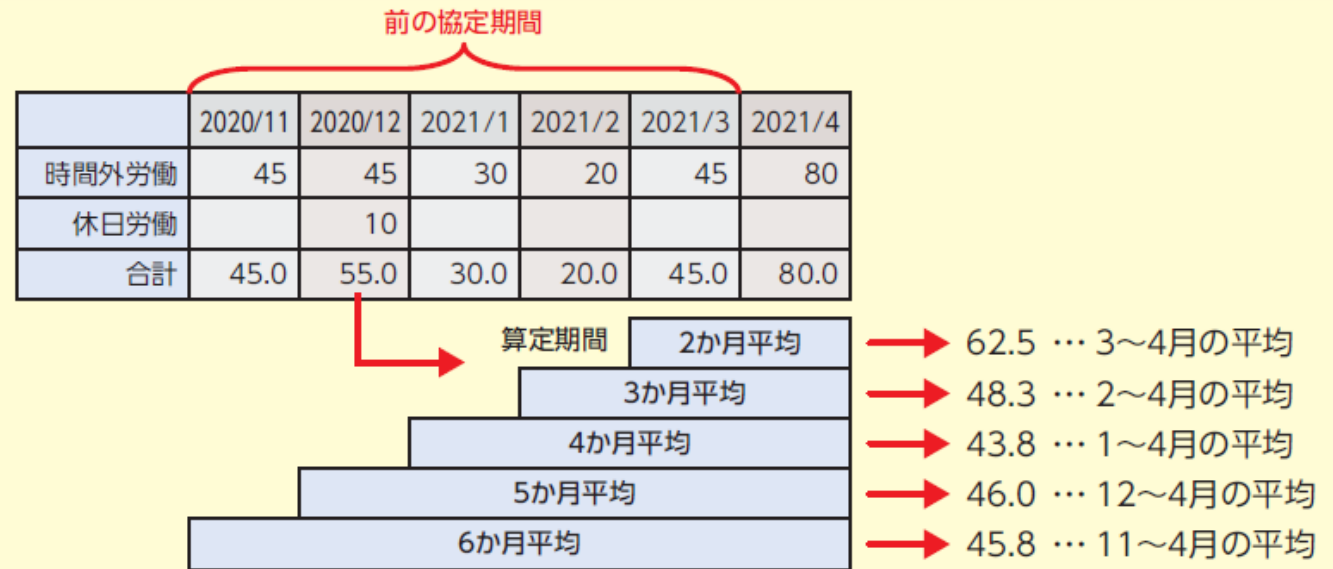 前の協定期間
2020/11 2020/12 2021/1 2021/2 2021/3 2021/4
時間外労働 45 45 30 20 45 80
休日労働 10
合計 45.0 55.0 30.0 20.0 45.0 80.0
算定期間 2か月平均 62.5 … 3～4月の平均
3か月平均 48.3 … 2～4月の平均
4か月平均 43.8 … 1～4月の平均
5か月平均 46.0 … 12～4月の平均
6か月平均 45.8 … 11～4月の平均